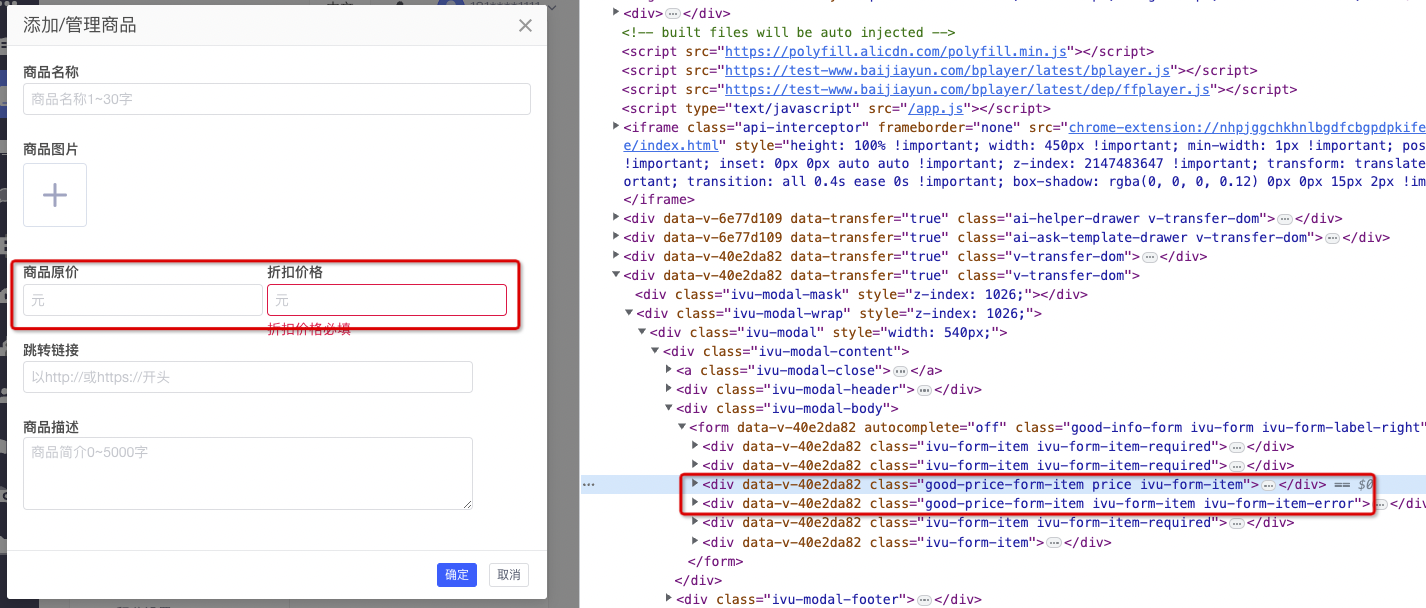 添加/管理商品
商品名称
商品名称1~30字
商品图片
商品原价
折扣价格
元
元
折扣价格必填
跳转链接
以http://或https://开头
商品描述
商品简介0~5000字
确定
取消
<div>…</div>
<!-- built files will be auto injected -->
<script src="https://polyfill.alicdn.com/polyfill.min.js"></script>
<script src="https://test-www.baijiayun.com/bplayer/latest/bplayer.js"></script>
<script src="https://test-www.baijiayun.com/bplayer/latest/dep/ffplayer.js"></script>
<script type="text/javascript" src="/app.js"></script>
<iframe class="api-interceptor" frameborder="none" src="chrome-extension://nhpjggchkhnlbgdfcbgpdpkife
e/index.html" style="height: 100% !important; width: 450px !important; min-width: 1px !important; pos
!important; inset: 0px 0px auto auto !important; z-index: 2147483647 !important; transform: translate
ortant; transition: all 0.4s ease 0s !important; box-shadow: rgba(0, 0, 0, 0.12) 0px 0px 15px 2px !im
</iframe>
<div data-v-6e77d109 data-transfer="true" class="ai-helper-drawer v-transfer-dom">…</div>
<div data-v-6e77d109 data-transfer="true" class="ai-ask-template-drawer v-transfer-dom">…</div>
<div data-v-40e2da82 data-transfer="true" class="v-transfer-dom">…</div>
<div data-v-40e2da82 data-transfer="true" class="v-transfer-dom">
<div class="ivu-modal-mask" style="z-index: 1026;"></div>
<div class="ivu-modal-wrap" style="z-index: 1026;">
<div class="ivu-modal" style="width: 540px;">
<div class="ivu-modal-content">
<a class="ivu-modal-close">…</a>
<div class="ivu-modal-header">…</div>
<div class="ivu-modal-body">
<form data-v-40e2da82 autocomplete="off" class="good-info-form ivu-form ivu-form-label-right"
<div data-v-40e2da82 class="ivu-form-item ivu-form-item-required">…</div>
<div data-v-40e2da82 class="ivu-form-item ivu-form-item-required">…</div>
<div data-v-40e2da82 class="good-price-form-item price ivu-form-item">…</div> == $0
<div data-v-40e2da82 class="good-price-form-item ivu-form-item ivu-form-item-error">…</div
<div data-v-40e2da82 class="ivu-form-item ivu-form-item-required">…</div>
<div data-v-40e2da82 class="ivu-form-item">…</div>
</form>
</div>
<div class="ivu-modal-footer">…</div>